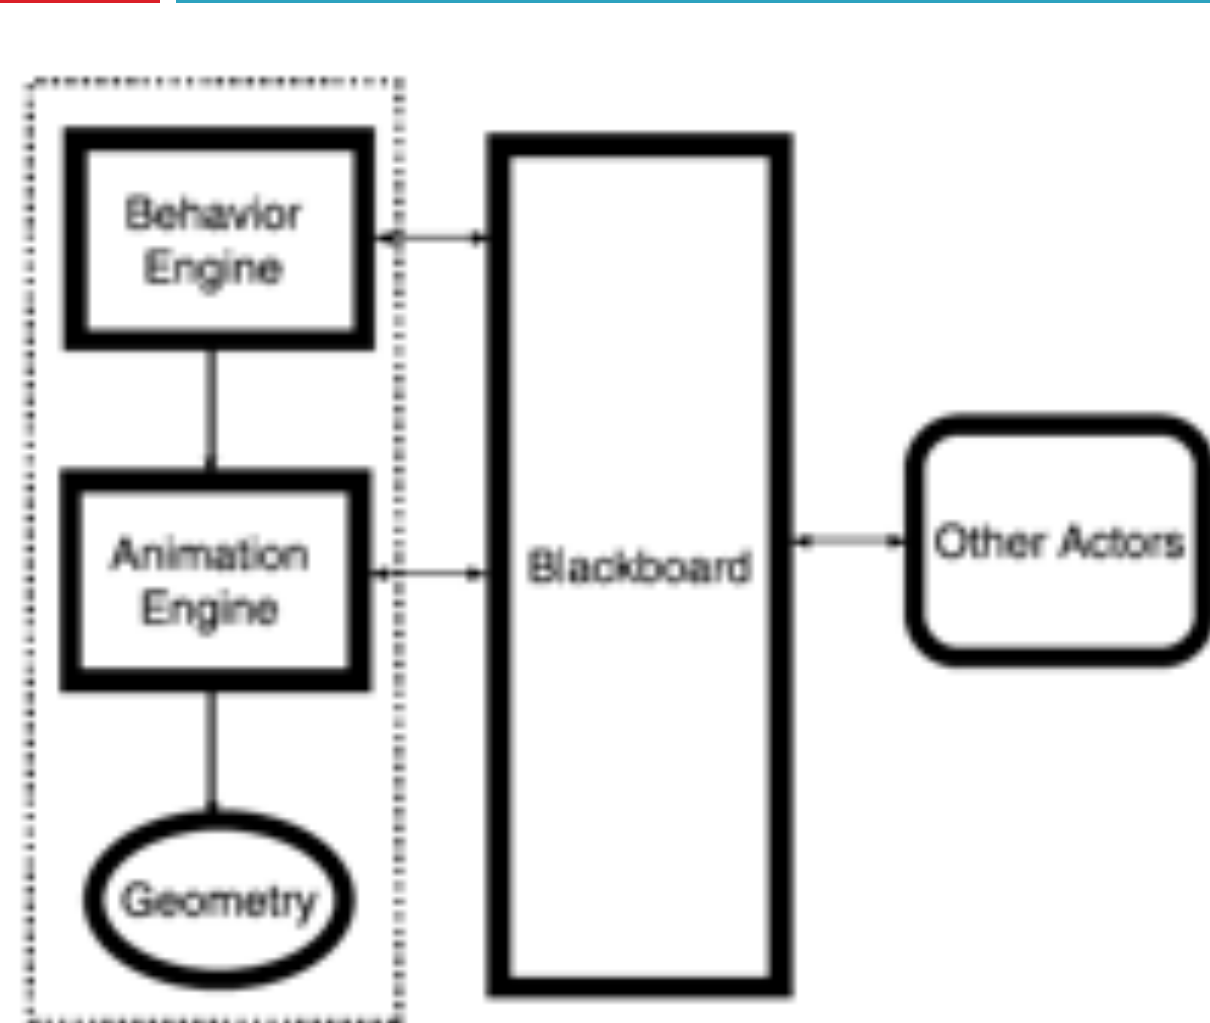 Behavior
Engine
Animation
Engine
Geometry
Blackboard
Other Actors